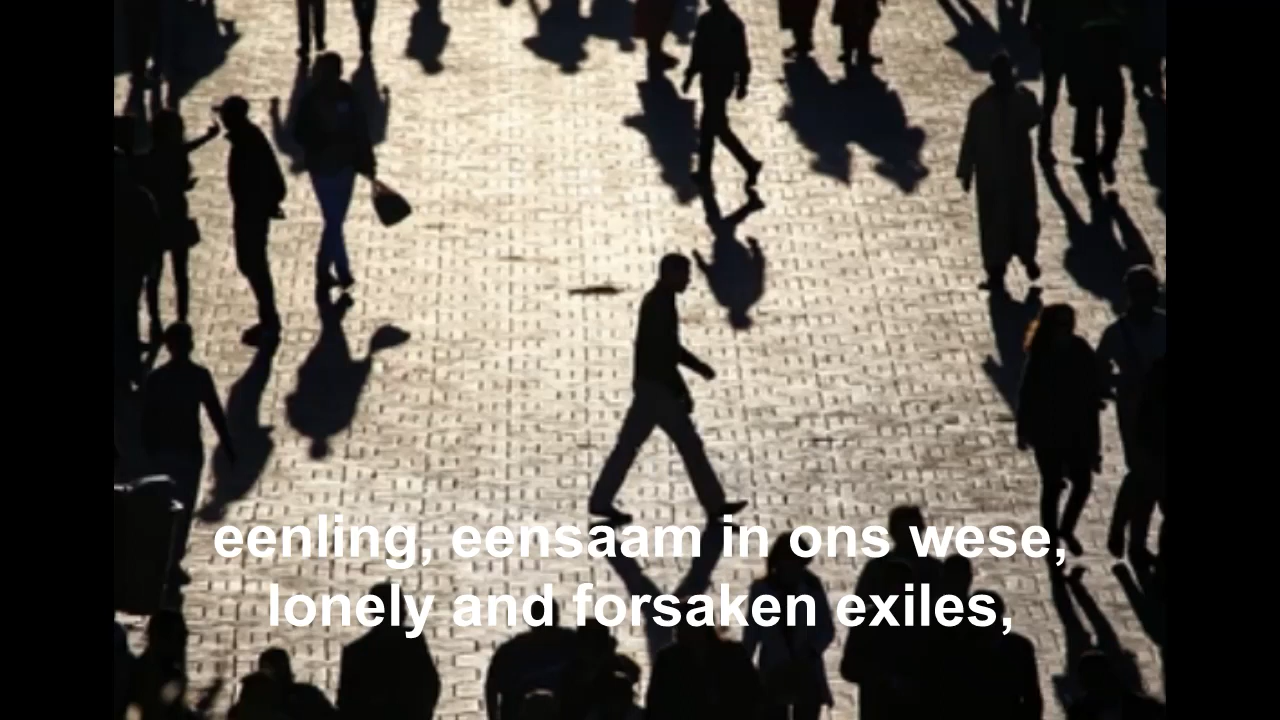 eenling, eensaam in ons wese,
lonely and forsaken exiles,